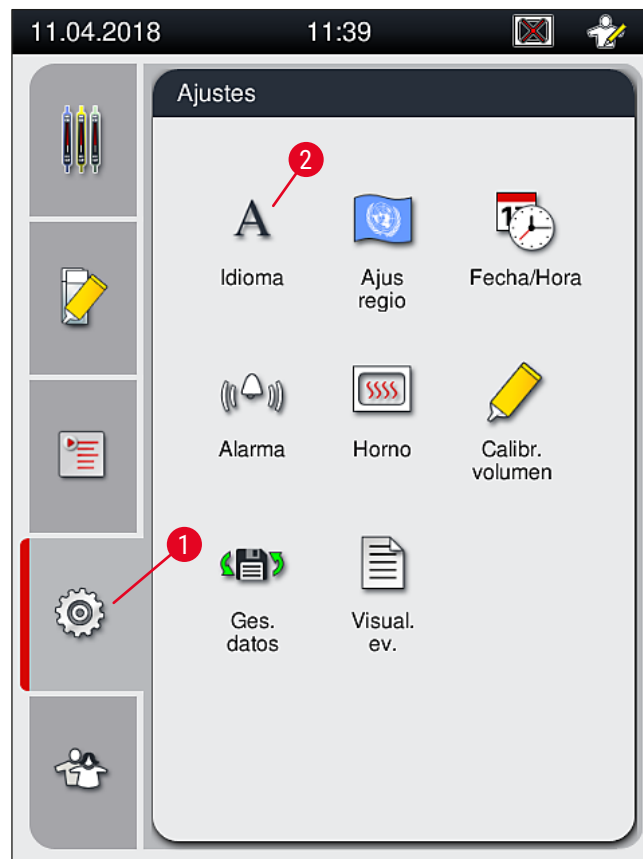 11.04.2018 11:39
Ajustes
2
Idioma Ajus Fecha/Hora
regio
Alarma Horno Calibr.
volumen
1
Ges. Visual.
datos ev.